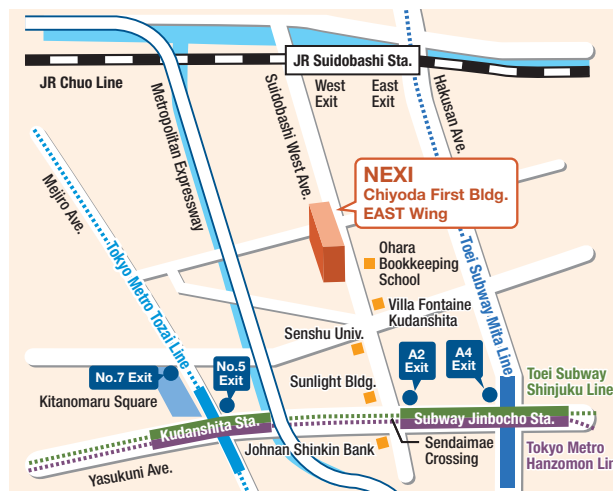 JR Suidobashi Sta.
JR Chuo Line
West
Exit
East
Exit
Hakusan Ave.
Metropolitan Expressway
Suidobashi West Ave.
Mejiro Ave.
NEXI
Chiyoda First Bldg.
EAST Wing
Tokyo Metro Tozai Line
Toei Subway Mita Line
Ohara
Bookkeeping
School
Villa Fontaine
Kudanshita
Senshu Univ.
No.7 Exit
No.5
Exit
A2
Exit
A4
Exit
Toei Subway
Shinjuku Line
Kitanomaru Square
Sunlight Bldg.
Kudanshita Sta.
Subway Jinbocho Sta.
Johnan Shinkin Bank
Sendaimae
Crossing
Tokyo Metro
Hanzomon Lin
Yasukuni Ave.